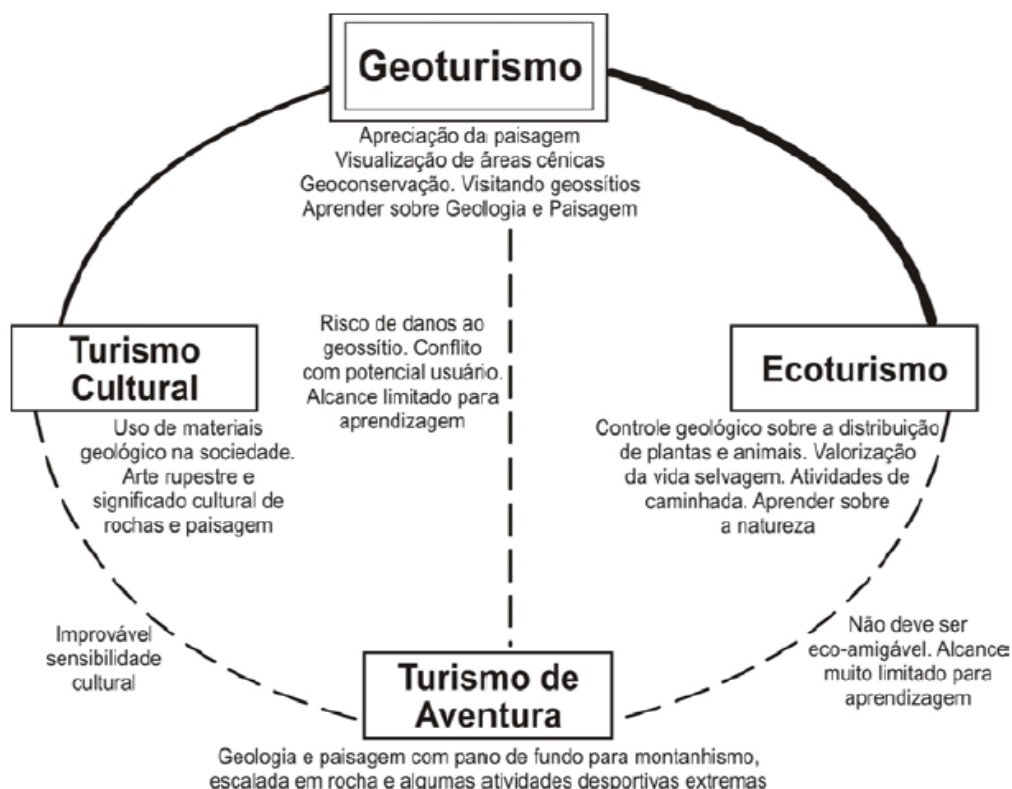 Geoturismo
Apreciação da paisagem
Visualização de áreas cênicas
Geoconservação. Visitando geossítios
Aprender sobre Geologia e Paisagem
Risco de danos ao
geossítio. Conflito
com potencial usuário.
Alcance limitado para
aprendizagem
Turismo
Cultural
Uso de materiais
geológico na sociedade.
Arte rupestre e
significado cultural de
rochas e paisagem
Ecoturismo
Controle geológico sobre a distribuição
de plantas e animais. Valorização
da vida selvagem. Atividades de
caminhada. Aprender sobre
a natureza
Improvável
sensibilidade
cultural
Não deve ser
eco-amigável. Alcance
muito limitado para
aprendizagem
Turismo de
Aventura
Geologia e paisagem com pano de fundo para montanhismo,
escalada em rocha e algumas atividades desportivas extremas